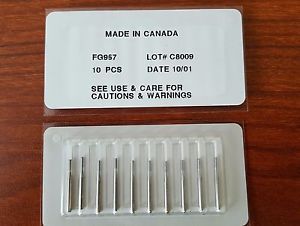 MADE IN CANADA
FG957 LOT# C8009
10 PCS DATE 10/01
SEE USE & CARE FOR
CAUTIONS & WARNINGS